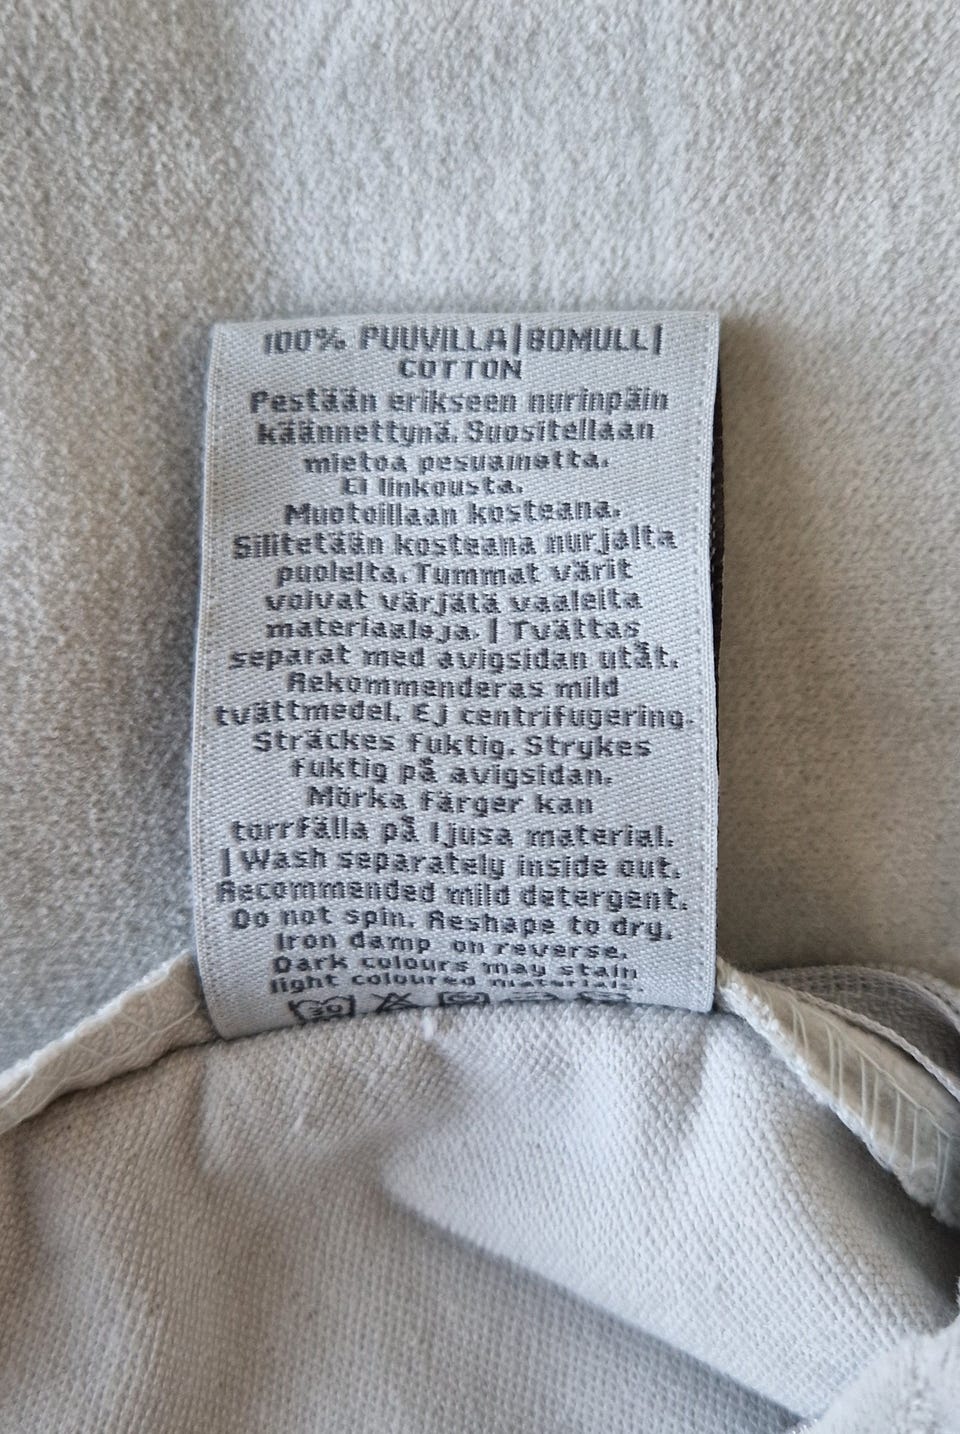 100% PUUVILLA|BOMULL|
COTTON
Pestään erikseen nurinpäin
käännettynä. Suositellaan
mietoa pesuainetta.
Ei linkousta.
Muotoillaan kosteana.
Silitetään kosteana nurjalta
puolelta. Tummat värit
voivat värjätä vaaleita
materiaaleja. | Tvättas
separat med avigsidan utåt.
Rekommenderas mild
tvättmedel. Ej centrifugering.
Sträckes fuktig. Strykes
fuktig på avigsidan.
Mörka färger kan
torrfälla på ljusa material.
| Wash separately inside out.
Recommended mild detergent.
Do not spin. Reshape to dry.
Iron damp on reverse.
Dark colours may stain
light coloured materials.
30